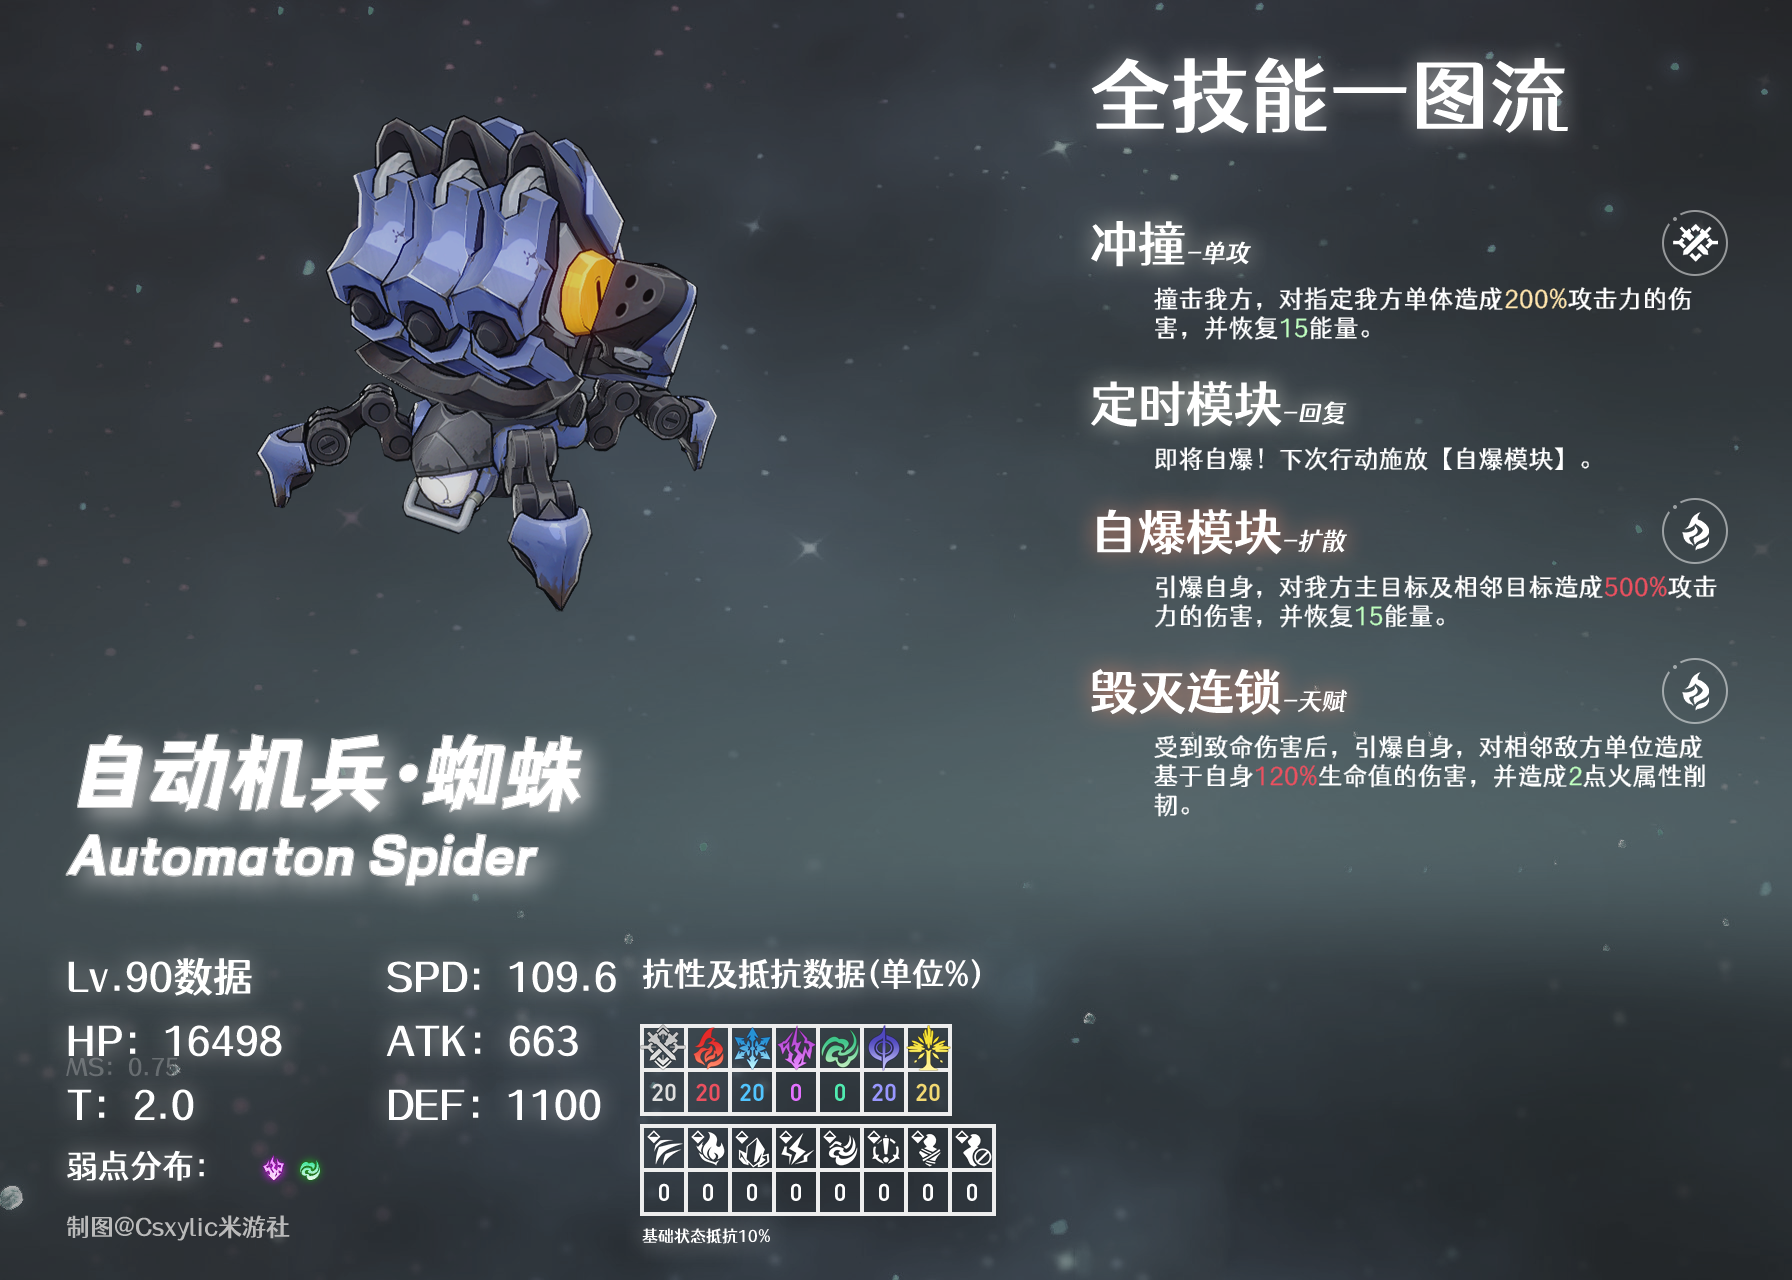 全技能一图流
冲撞-单攻
撞击我方，对指定我方单体造成200%攻击力的伤
害，并恢复15能量。
定时模块-回复
即将自爆！下次行动施放【自爆模块】。
自爆模块-扩散
引爆自身，对我方主目标及相邻目标造成500%攻击
力的伤害，并恢复15能量。
毁灭连锁-天赋
受到致命伤害后，引爆自身，对相邻敌方单位造成
基于自身120%生命值的伤害，并造成2点火属性削
韧。
自动机兵·蜘蛛
Automaton Spider
Lv.90数据
SPD：109.6
HP：16498
ATK：663
MS：0.75
T：2.0
DEF：1100
弱点分布：
制图@Csxylic米游社
抗性及抵抗数据(单位%)
20 20 20 0 0 20 20
0 0 0 0 0 0 0 0
基础状态抵抗10%